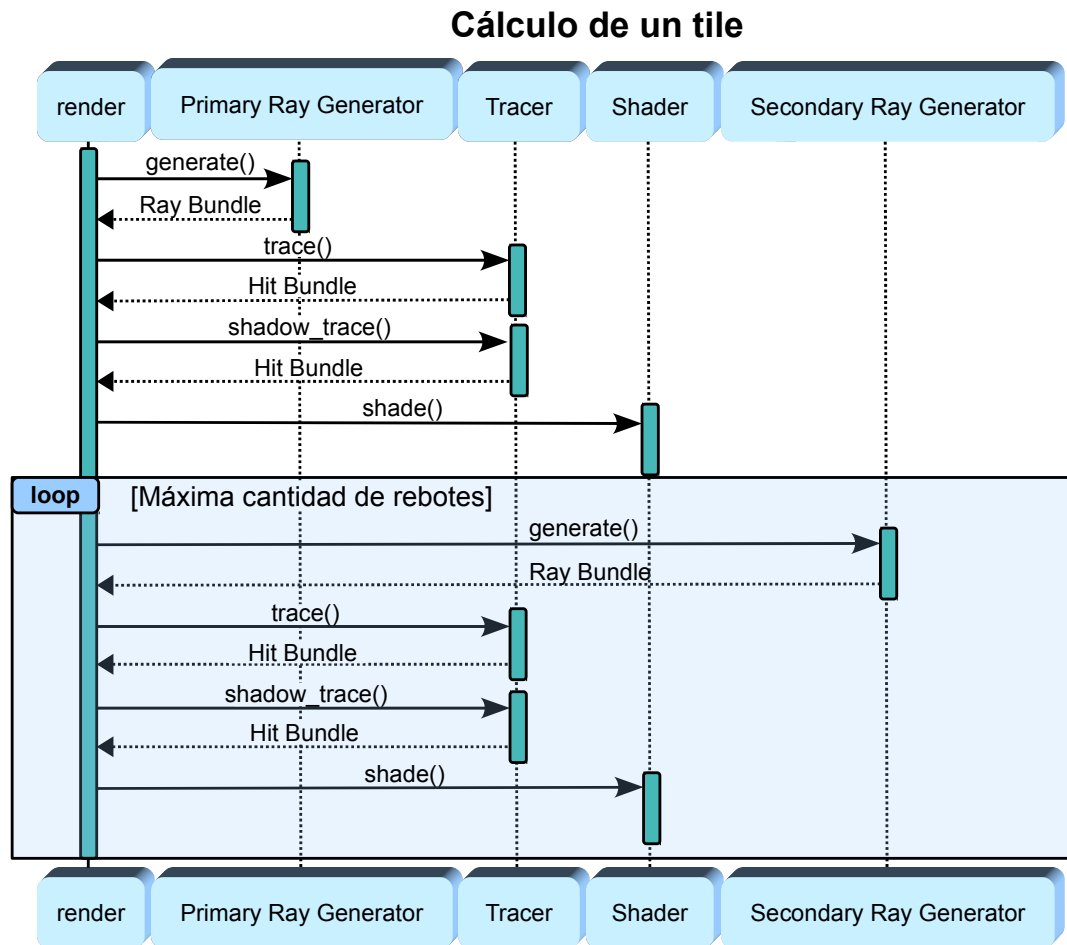 Cálculo de un tile
render
Primary Ray Generator
Tracer
Shader
Secondary Ray Generator
generate()
Ray Bundle
trace()
Hit Bundle
shadow_trace()
Hit Bundle
shade()
loop
[Máxima cantidad de rebotes]
generate()
Ray Bundle
trace()
Hit Bundle
shadow_trace()
Hit Bundle
shade()
render
Primary Ray Generator
Tracer
Shader
Secondary Ray Generator